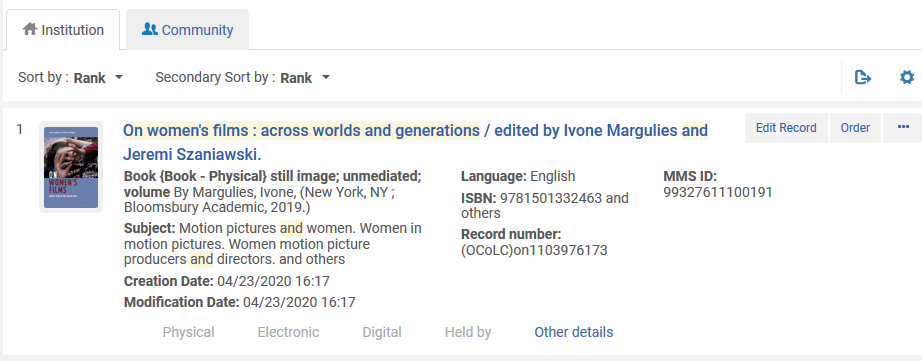 Institution
Community
Sort by : Rank
Secondary Sort by : Rank
1
ON
WOMEN'S
FILMS
On women's films : across worlds and generations / edited by Ivone Margulies and
Jeremi Szaniawski.
Edit Record
Order
Book {Book - Physical} still image; unmediated;
volume By Margulies, Ivone, (New York, NY ;
Bloomsbury Academic, 2019.)
Subject: Motion pictures and women. Women in
motion pictures. Women motion picture
producers and directors. and others
Creation Date: 04/23/2020 16:17
Modification Date: 04/23/2020 16:17
Language: English
ISBN: 9781501332463 and
others
Record number:
(OCoLC)on1103976173
MMS ID:
99327611100191
Physical
Electronic
Digital
Held by
Other details